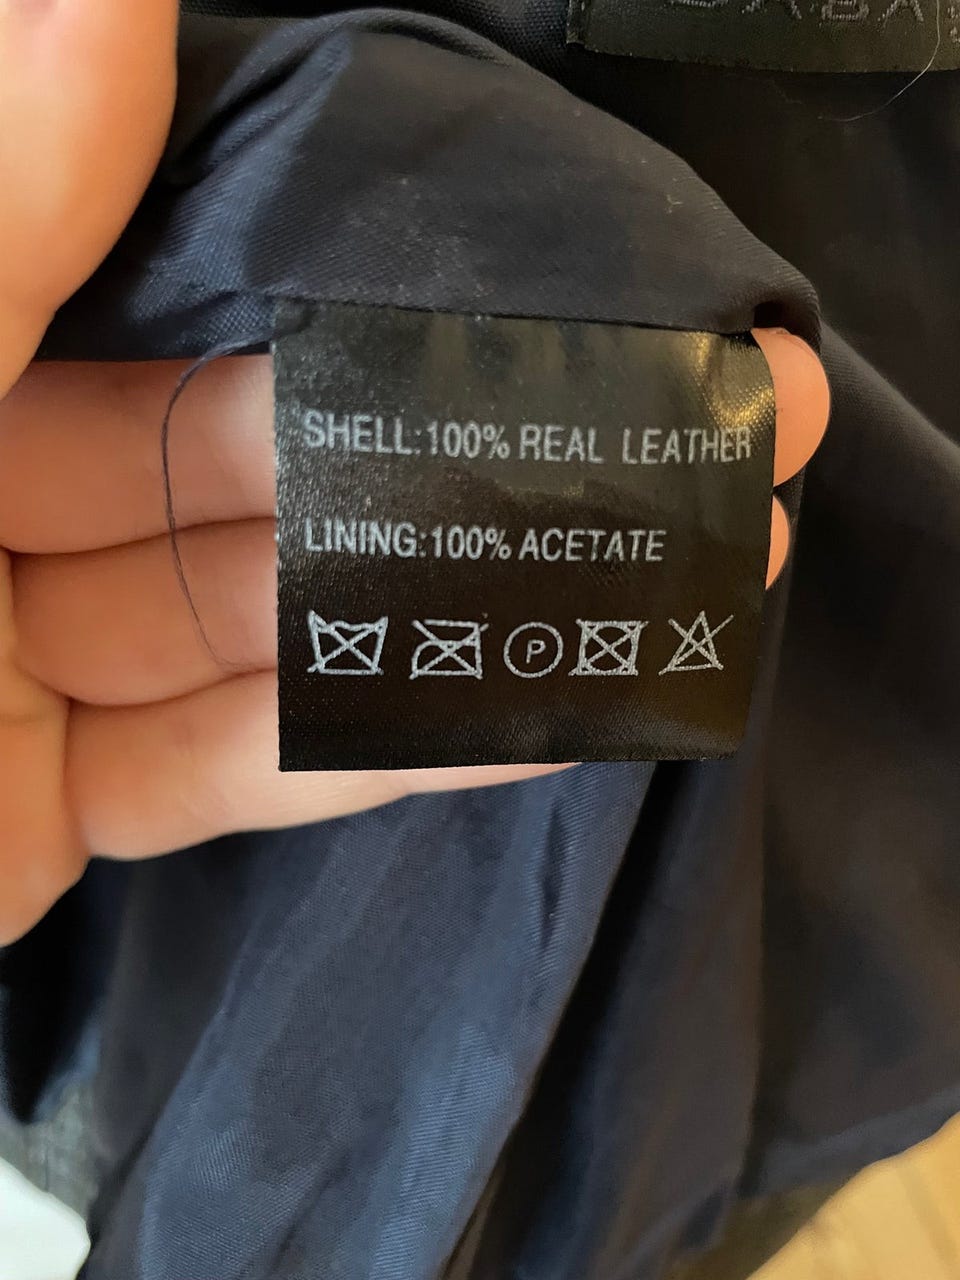 SHELL:100% REAL LEATHER
LINING:100% ACETATE
P